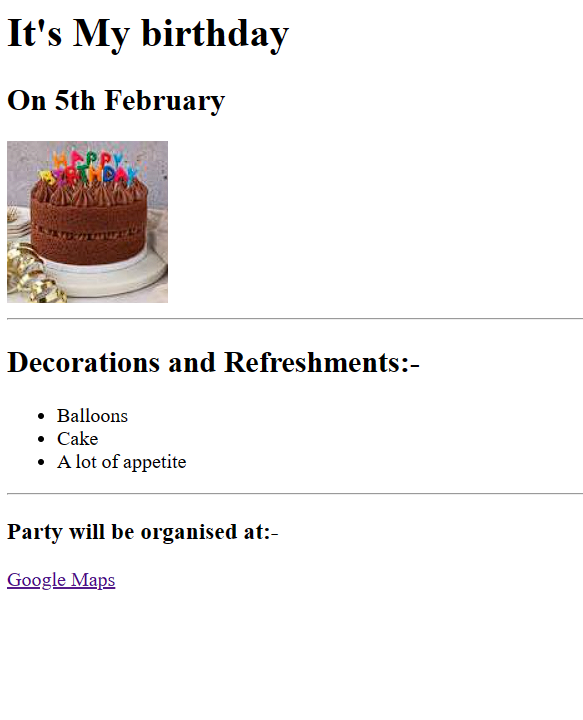 It's My birthday
On 5th February
HAPPY
BIRTHDAY
Decorations and Refreshments:-
Balloons
Cake
A lot of appetite
Party will be organised at:-
Google Maps